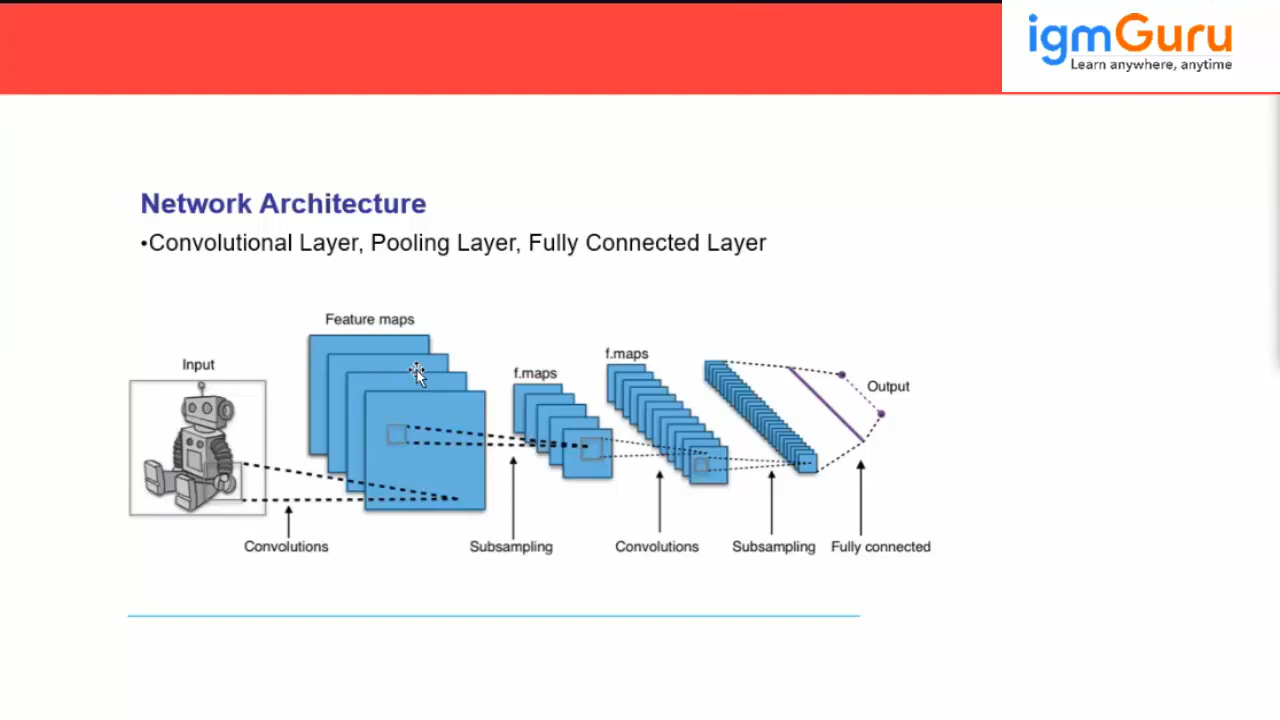 igmGuru
Learn anywhere, anytime
Network Architecture
•Convolutional Layer, Pooling Layer, Fully Connected Layer
Feature maps
f.maps
Input
f.maps
Output
Convolutions
Subsampling
Convolutions
Subsampling
Fully connected